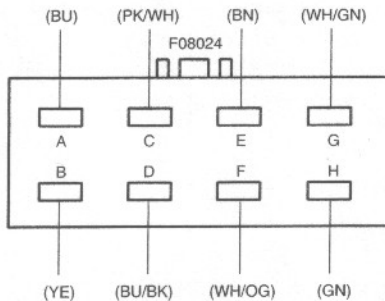 (BU) (PK/WH) (BN) (WH/GN)
F08024
A C E G
B D F H
(YE) (BU/BK) (WH/OG) (GN)